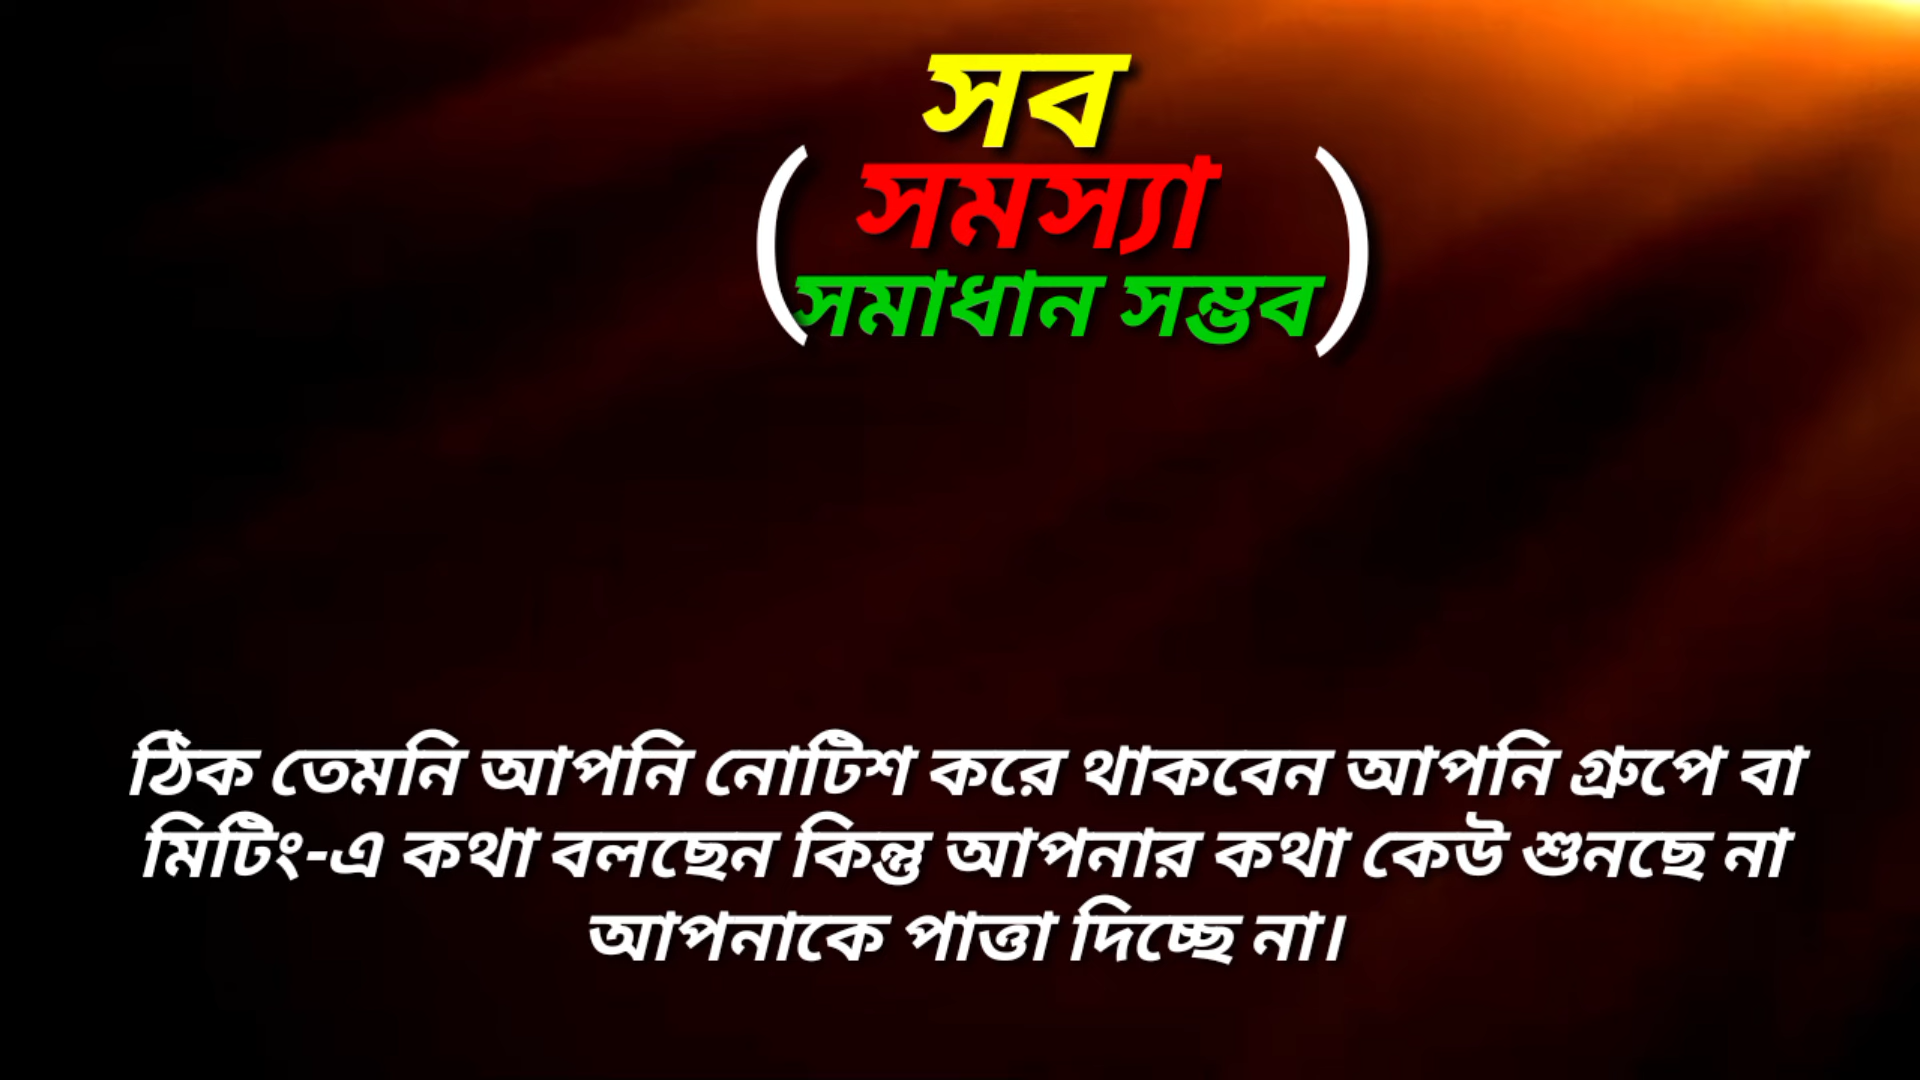 সব
(সমস্যা)
সমাধান সম্ভব
ঠিক তেমনি আপনি নোটিশ করে থাকবেন আপনি গ্রুপে বা
মিটিং-এ কথা বলছেন কিন্তু আপনার কথা কেউ শুনছে না
আপনাকে পাত্তা দিচ্ছে না।